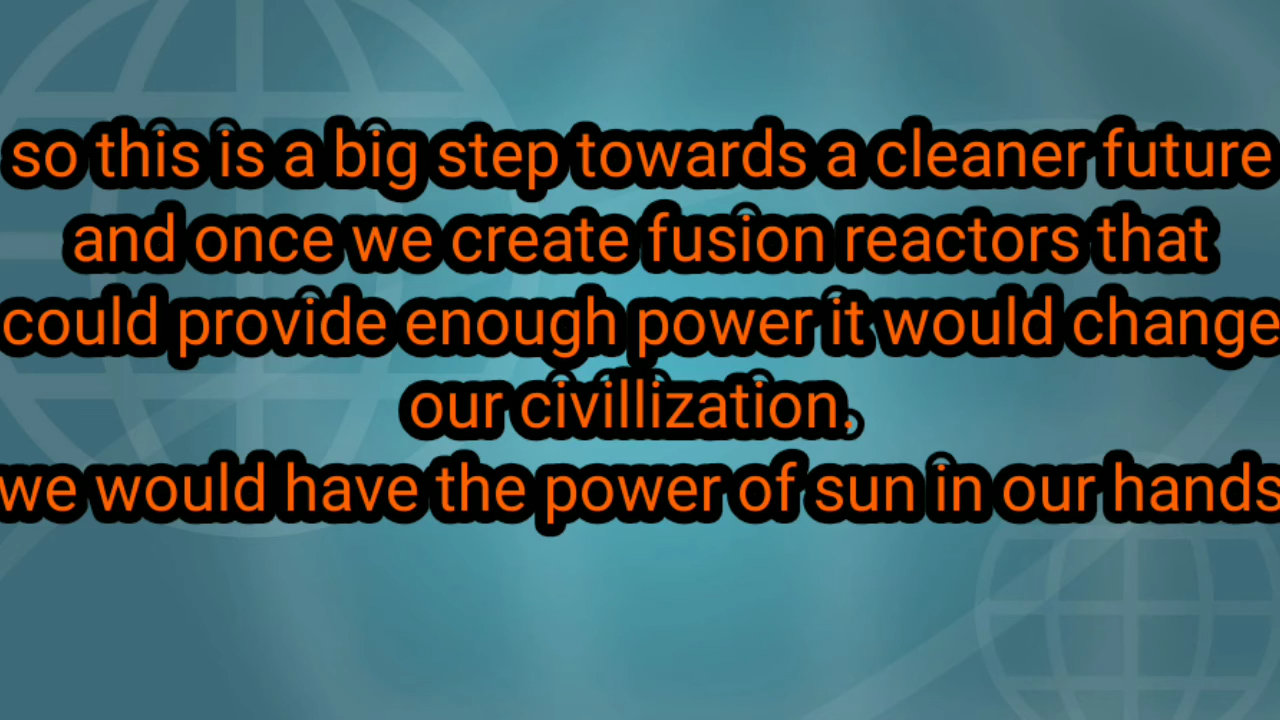 so this is a big step towards a cleaner future
and once we create fusion reactors that
could provide enough power it would change
our civillization.
we would have the power of sun in our hands